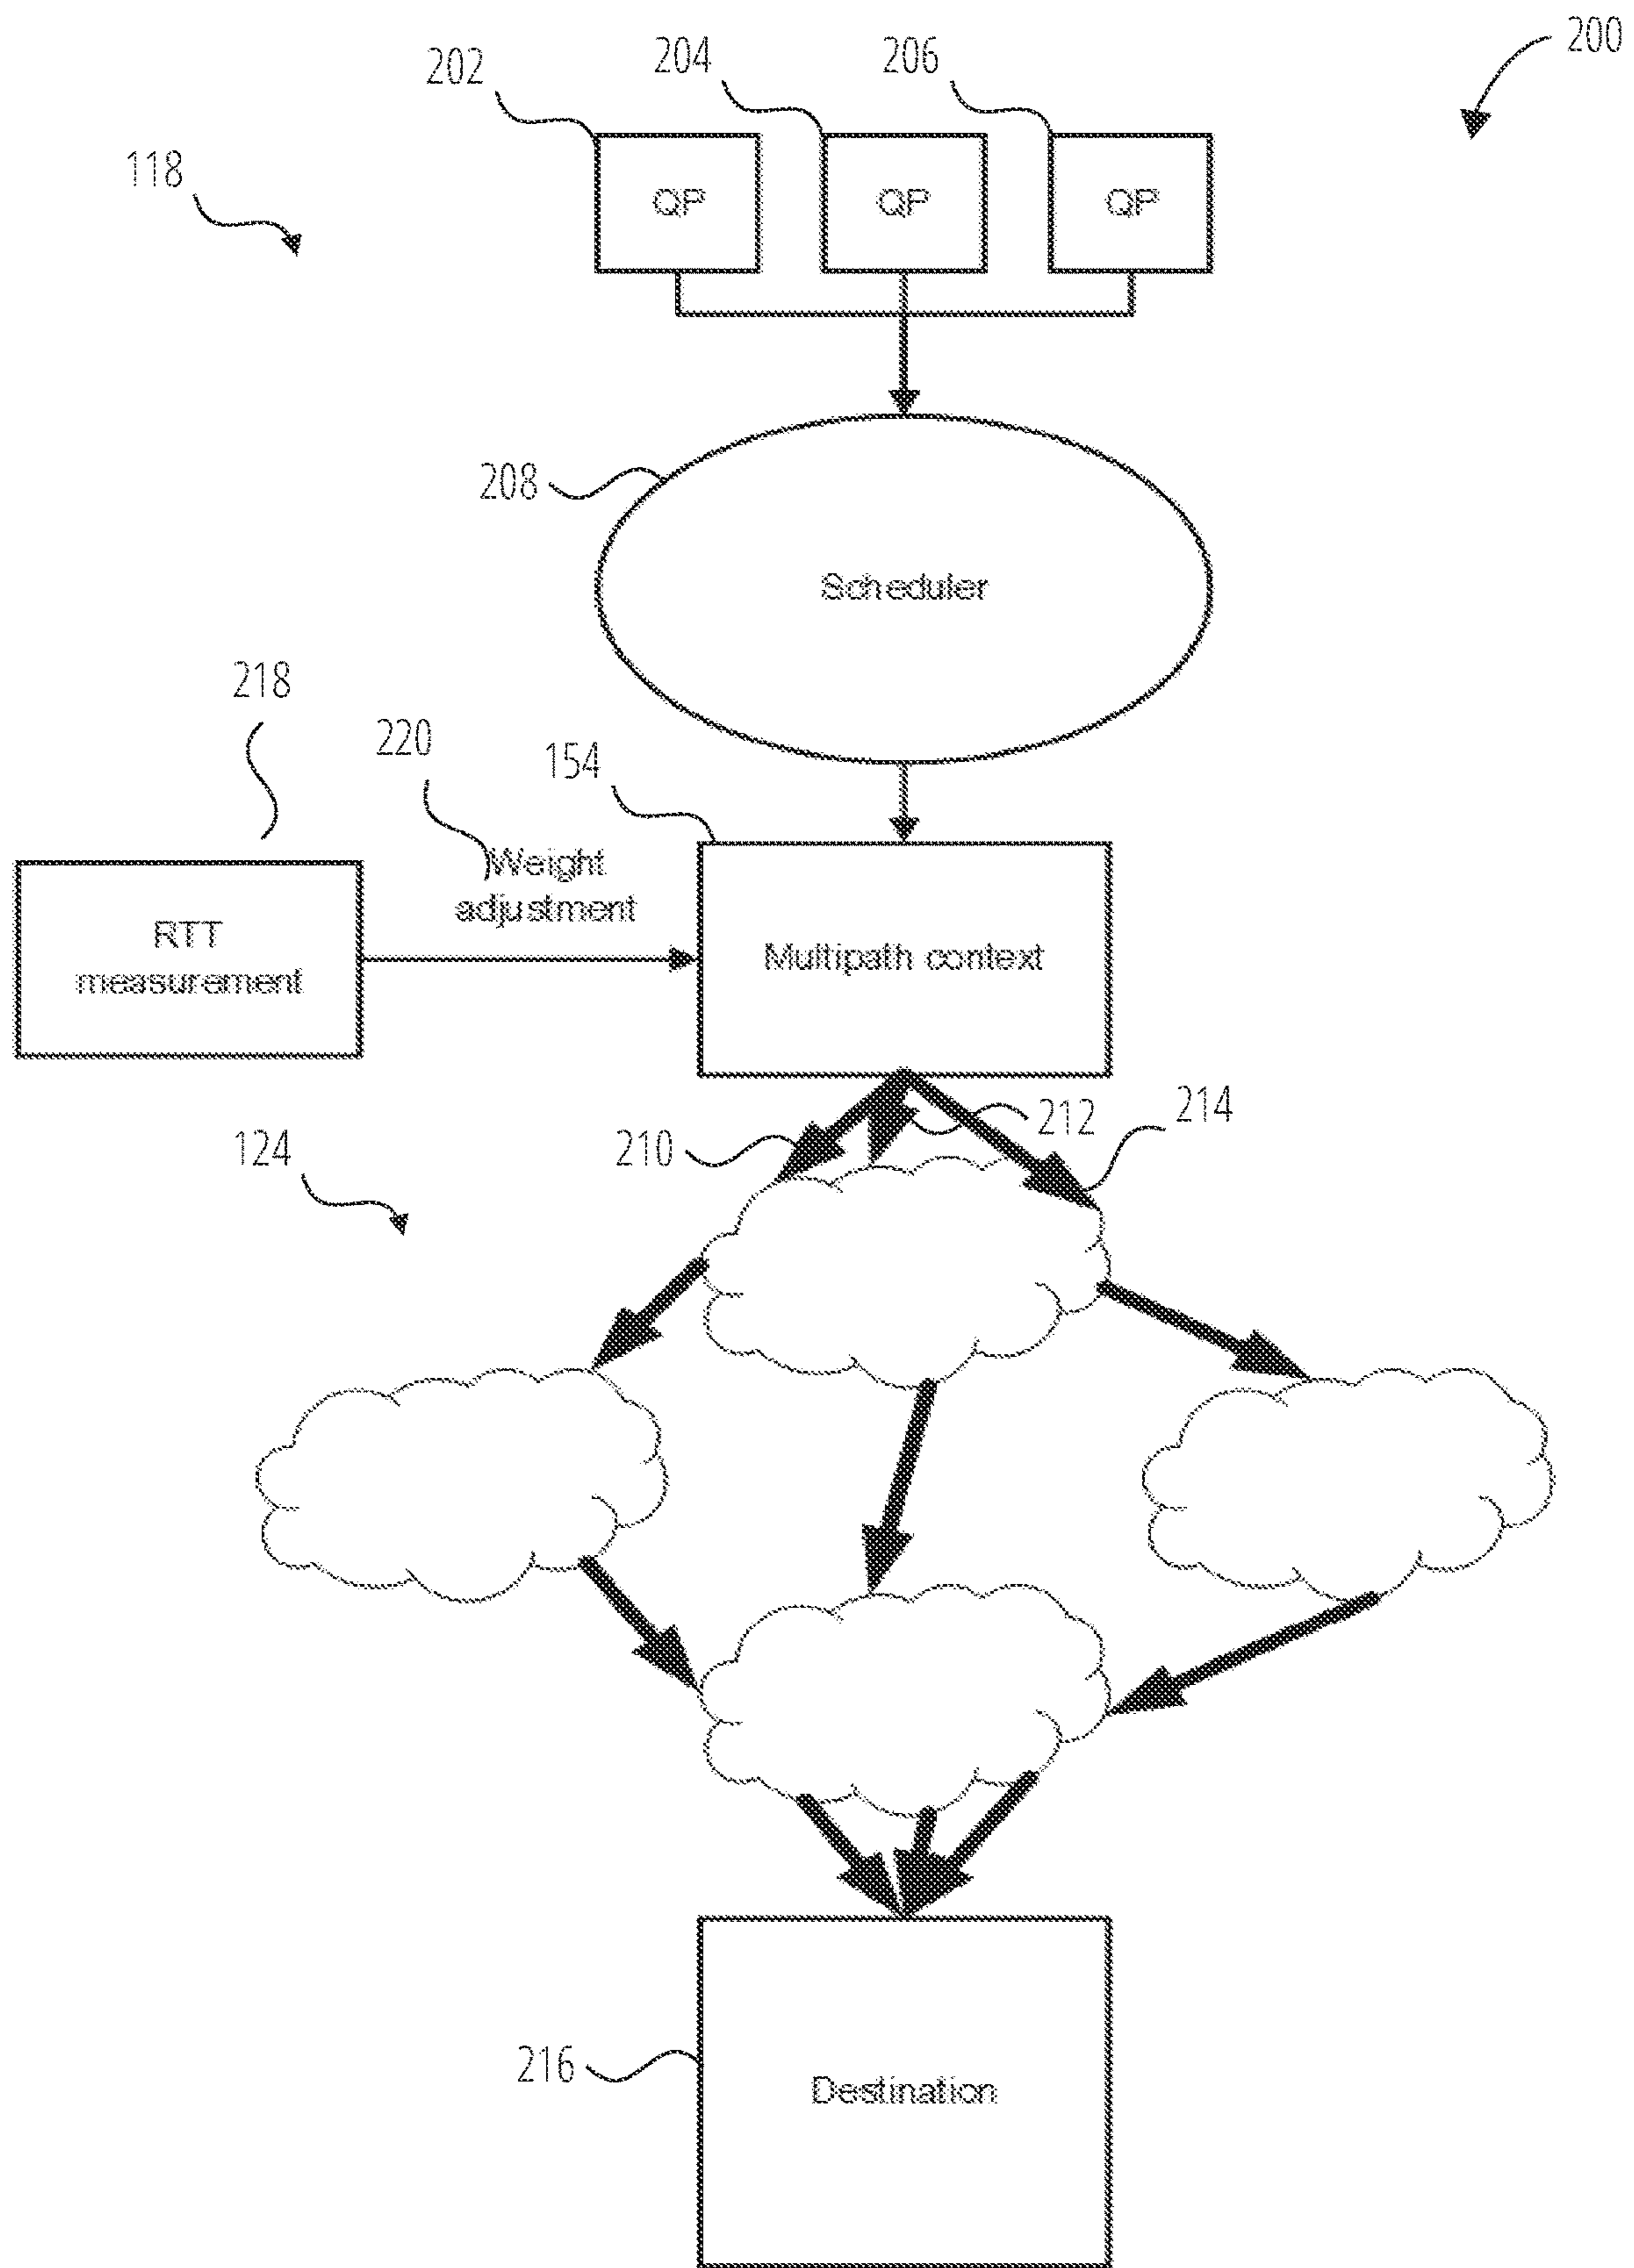 200
202
204
206
118
QP
QP
QP
208
Scheduler
218
220
154
Weight
adjustment
RTT
measurement
Multipath context
210
212
214
124
216
Destination